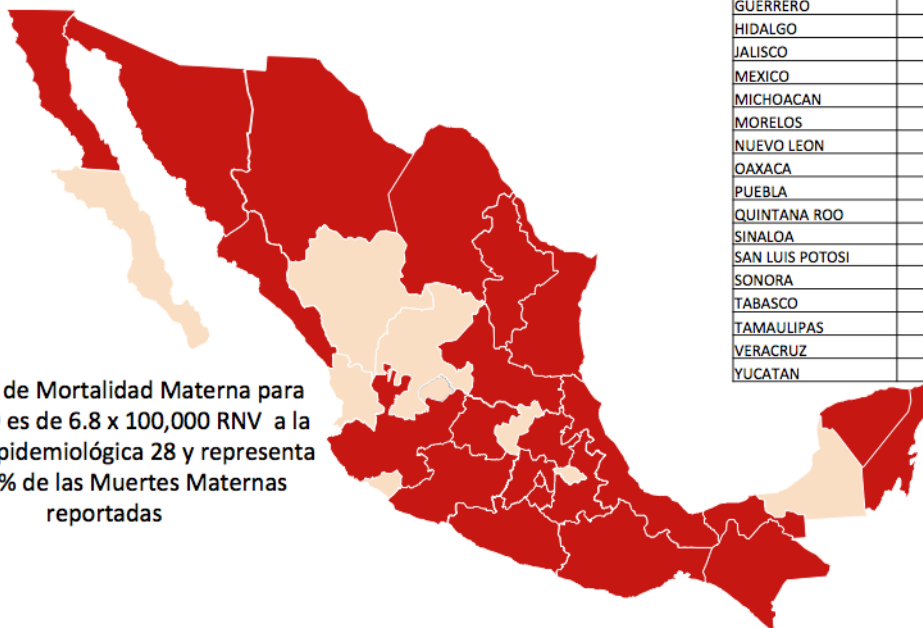 GUERRERO
HIDALGO
JALISCO
MEXICO
MICHOACAN
MORELOS
NUEVO LEON
OAXACA
PUEBLA
QUINTANA ROO
SINALOA
SAN LUIS POTOSI
SONORA
TABASCO
TAMAULIPAS
VERACRUZ
YUCATAN
de Mortalidad Materna para
es de 6.8 x 100,000 RNV a la
pidemiológica 28 y representa
% de las Muertes Maternas
reportadas